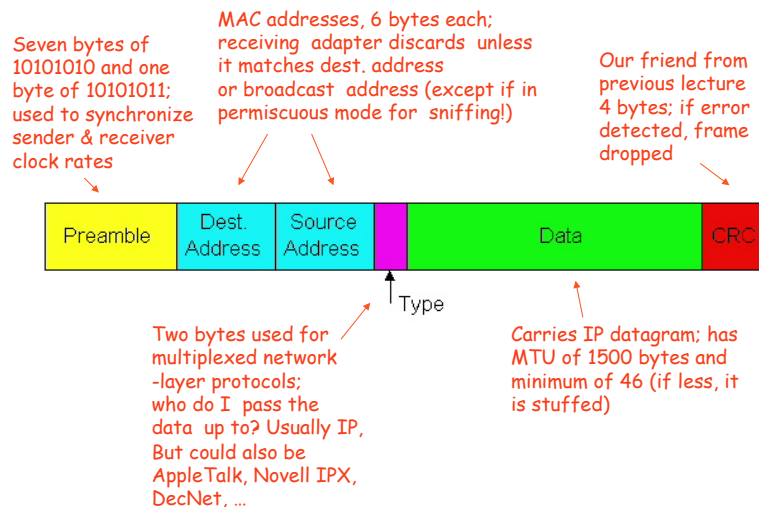 Seven bytes of
10101010 and one
byte of 10101011;
used to synchronize
sender & receiver
clock rates
MAC addresses, 6 bytes each;
receiving adapter discards unless
it matches dest. address
or broadcast address (except if in
permiscuous mode for sniffing!)
Our friend from
previous lecture
4 bytes; if error
detected, frame
dropped
Preamble
Dest.
Address
Source
Address
Data
CRC
Type
Two bytes used for
multiplexed network
-layer protocols;
who do I pass the
data up to? Usually IP,
But could also be
AppleTalk, Novell IPX,
DecNet, …
Carries IP datagram; has
MTU of 1500 bytes and
minimum of 46 (if less, it
is stuffed)